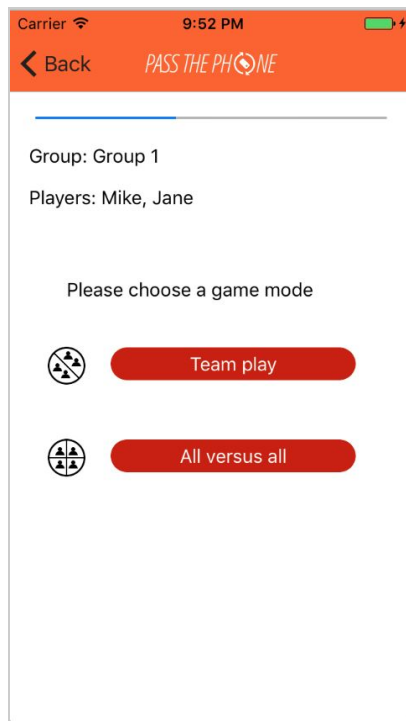 Carrier 9:52 PM
Back PASS THE PHONE
Group: Group 1
Players: Mike, Jane
Please choose a game mode
Team play
All versus all